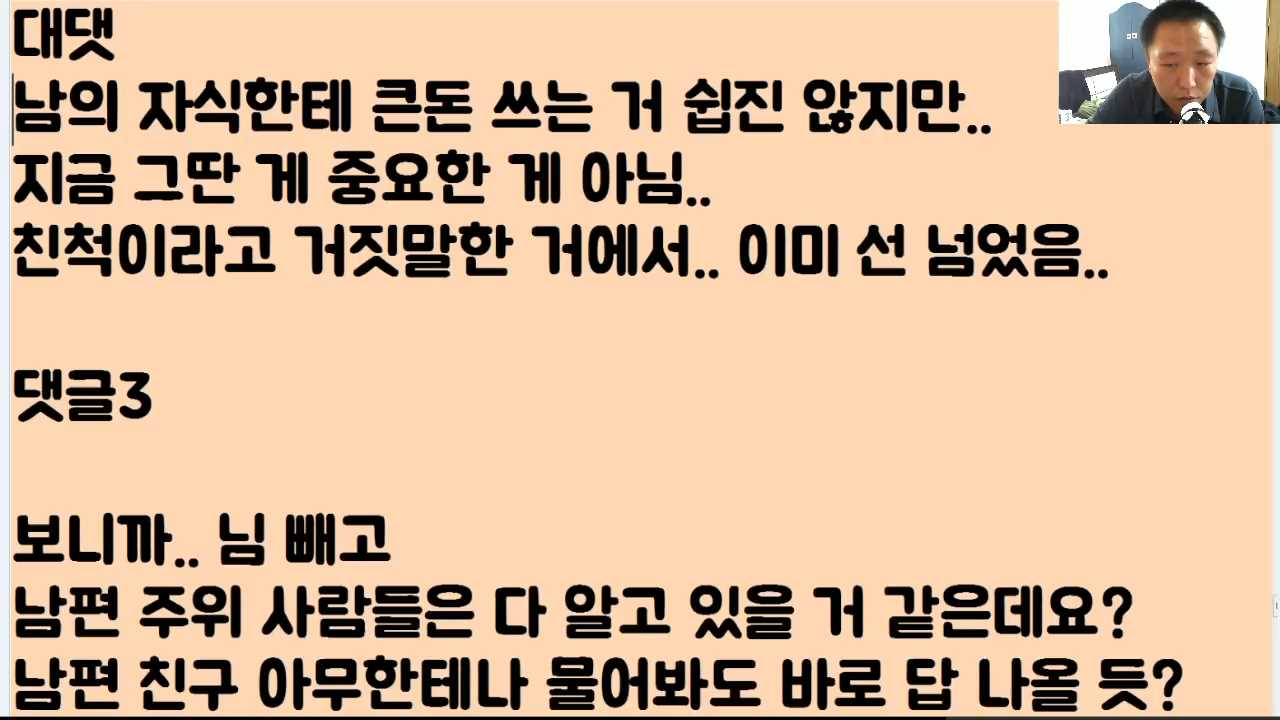 대댓
남의 자식한테 큰돈 쓰는 거 쉽진 않지만..
지금 그딴 게 중요한 게 아님..
친척이라고 거짓말한 거에서.. 이미 선 넘었음..
댓글3
보니까.. 님 빼고
남편 주위 사람들은 다 알고 있을 거 같은데요?
남편 친구 아무한테나 물어봐도 바로 답 나올 듯?